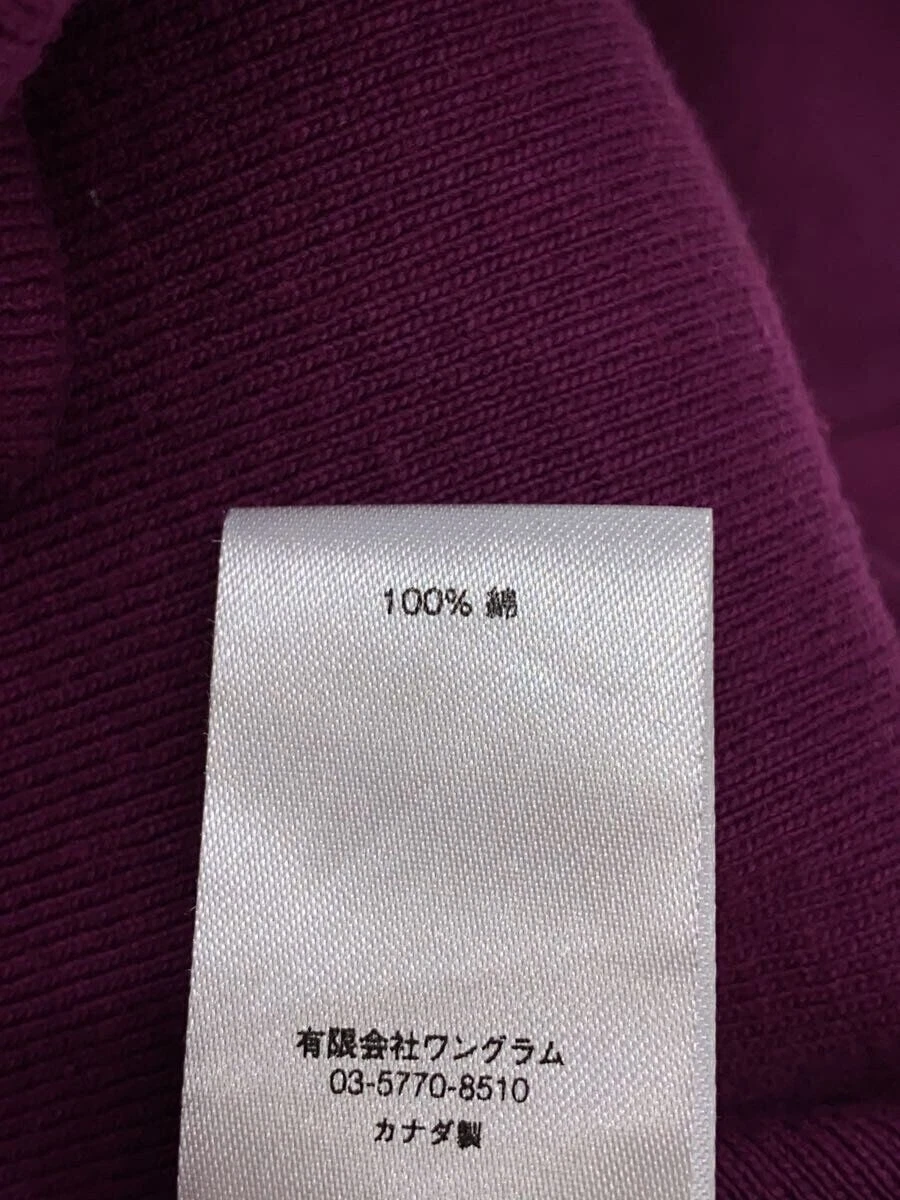 100% 綿
有限会社ワングラム
03-5770-8510
カナダ製